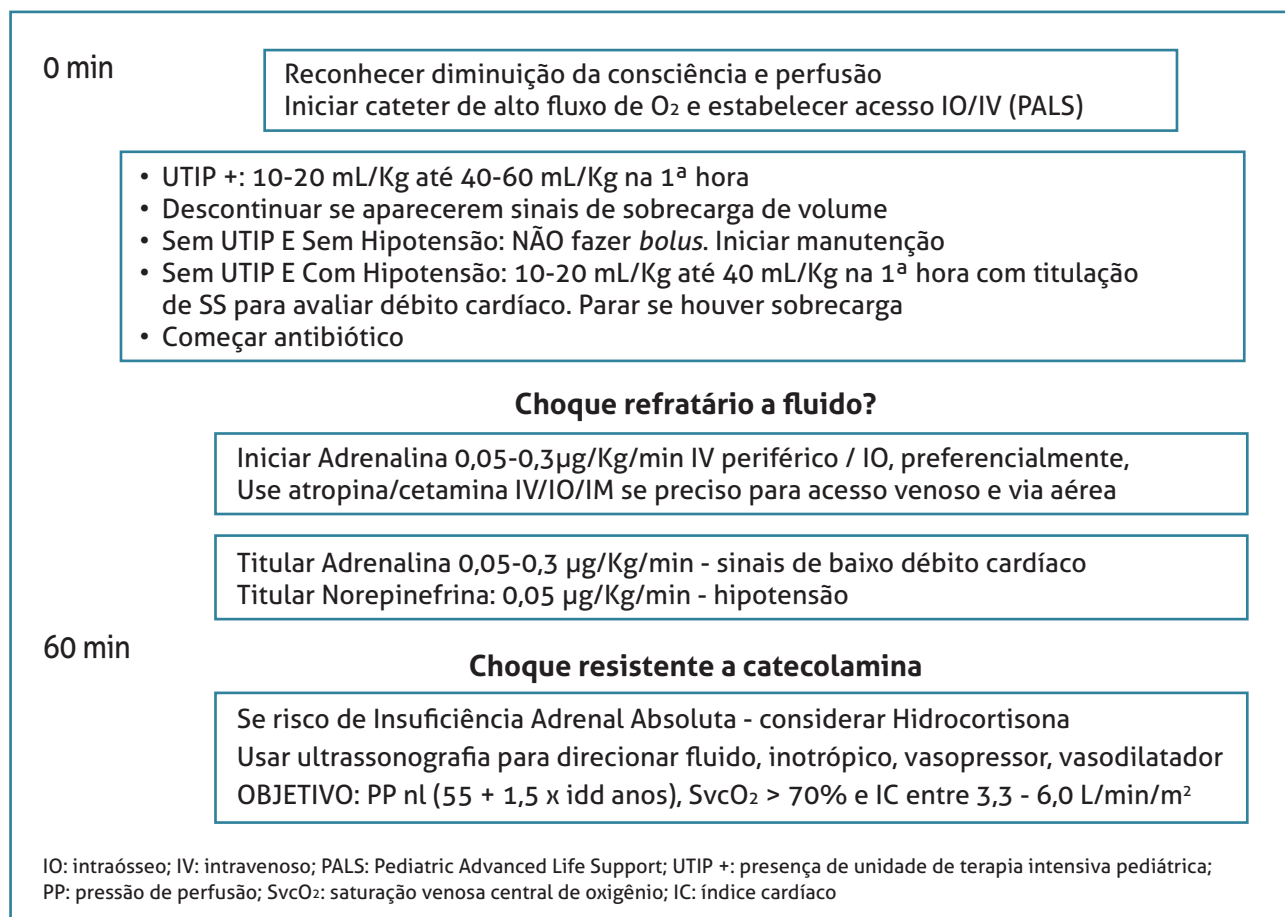 0 min
Reconhecer diminuição da consciência e perfusão
Iniciar cateter de alto fluxo de O₂ e estabelecer acesso IO/IV (PALS)
• UTIP +: 10-20 mL/Kg até 40-60 mL/Kg na 1ª hora
• Descontinuar se aparecerem sinais de sobrecarga de volume
• Sem UTIP E Sem Hipotensão: NÃO fazer bolus. Iniciar manutenção
• Sem UTIP E Com Hipotensão: 10-20 mL/Kg até 40 mL/Kg na 1ª hora com titulação
de SS para avaliar débito cardíaco. Parar se houver sobrecarga
• Começar antibiótico
Choque refratário a fluido?
Iniciar Adrenalina 0,05-0,3µg/Kg/min IV periférico / IO, preferencialmente,
Use atropina/cetamina IV/IO/IM se preciso para acesso venoso e via aérea
Titular Adrenalina 0,05-0,3 µg/Kg/min - sinais de baixo débito cardíaco
Titular Norepinefrina: 0,05 µg/Kg/min - hipotensão
60 min
Choque resistente a catecolamina
Se risco de Insuficiência Adrenal Absoluta - considerar Hidrocortisona
Usar ultrassonografia para direcionar fluido, inotrópico, vasopressor, vasodilatador
OBJETIVO: PP nl (55 + 1,5 x idd anos), SvcO₂ > 70% e IC entre 3,3 - 6,0 L/min/m²
IO: intraósseo; IV: intravenoso; PALS: Pediatric Advanced Life Support; UTIP +: presença de unidade de terapia intensiva pediátrica;
PP: pressão de perfusão; SvcO₂: saturação venosa central de oxigênio; IC: índice cardíaco